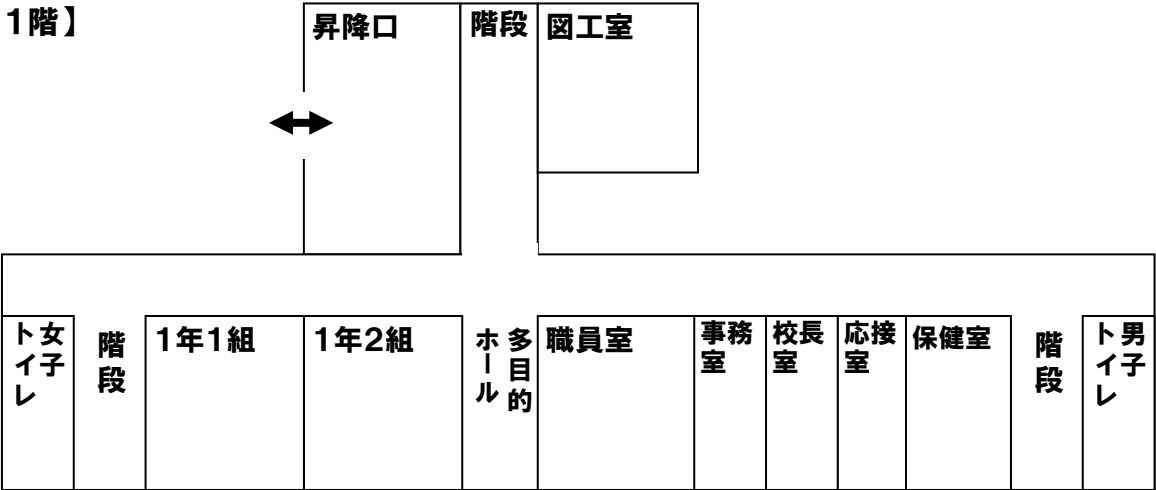 1階】
昇降口
階段
図工室
女子
トイレ
階段
1年1組
1年2組
多目的
ホール
職員室
事務
室
校長
室
応接
室
保健室
階段
男子
トイレ